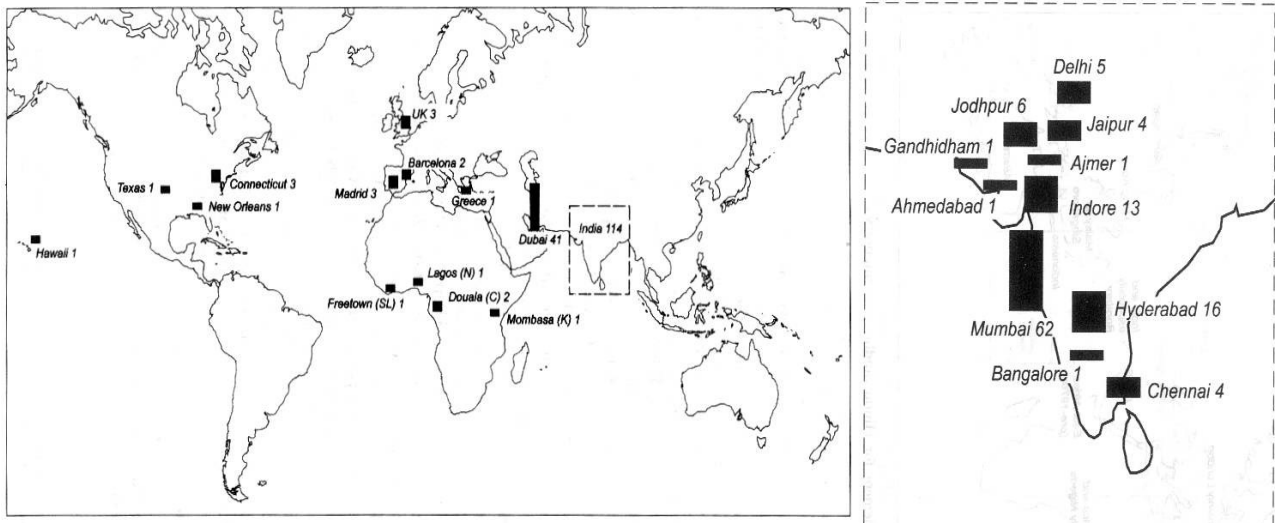 UK 3
Barcelona 2
Madrid 3
Greece 1
Connecticut 3
Texas 1
New Orleans 1
Hawaii 1
Dubai 41
India 114
Lagos (N) 1
Freetown (SL) 1
Douala (C) 2
Mombasa (K) 1
Delhi 5
Jodhpur 6
Jaipur 4
Gandhidham 1
Ajmer 1
Ahmedabad 1
Indore 13
Mumbai 62
Hyderabad 16
Bangalore 1
Chennai 4